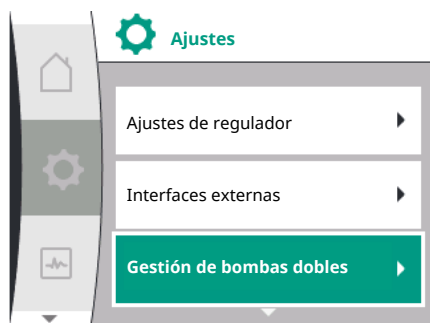 Ajustes
Ajustes de regulador
Interfaces externas
Gestión de bombas dobles